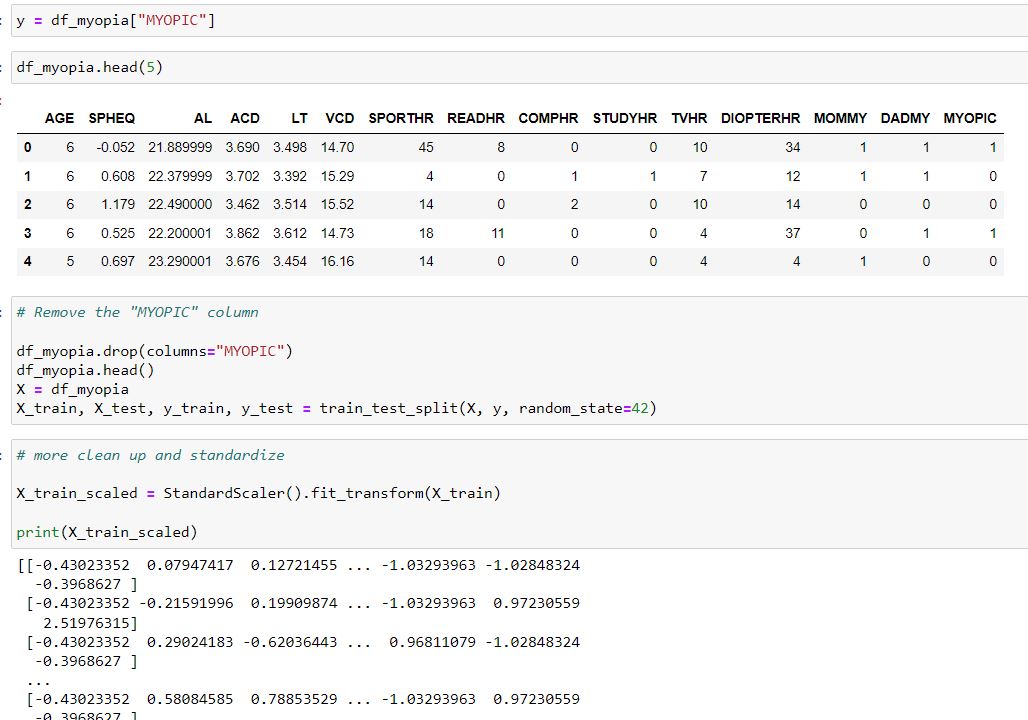 y = df_myopia["MYOPIC"]
df_myopia.head(5)
AGE SPHEQ AL ACD LT VCD SPORTHR READHR COMPHR STUDYHR TVHR DIOPTERHR MOMMY DADMY MYOPIC
0 6 -0.052 21.889999 3.690 3.498 14.70 45 8 0 0 10 34 1 1 1
1 6 0.608 22.379999 3.702 3.392 15.29 4 0 1 1 7 12 1 1 0
2 6 1.179 22.490000 3.462 3.514 15.52 14 0 2 0 10 14 0 0 0
3 6 0.525 22.200001 3.862 3.612 14.73 18 11 0 0 4 37 0 1 1
4 5 0.697 23.290001 3.676 3.454 16.16 14 0 0 0 4 4 1 0 0
# Remove the "MYOPIC" column
df_myopia.drop(columns="MYOPIC")
df_myopia.head()
X = df_myopia
X_train, X_test, y_train, y_test = train_test_split(X, y, random_state=42)
# more clean up and standardize
X_train_scaled = StandardScaler().fit_transform(X_train)
print(X_train_scaled)
[[-0.43023352 0.07947417 0.12721455 ... -1.03293963 -1.02848324
-0.3968627 ]
[-0.43023352 -0.21591996 0.19909874 ... -1.03293963 0.97230559
2.51976315]
[-0.43023352 0.29024183 -0.62036443 ... 0.96811079 -1.02848324
-0.3968627 ]
...
[-0.43023352 0.58084585 0.78853529 ... -1.03293963 0.97230559
-0.3968627 ]